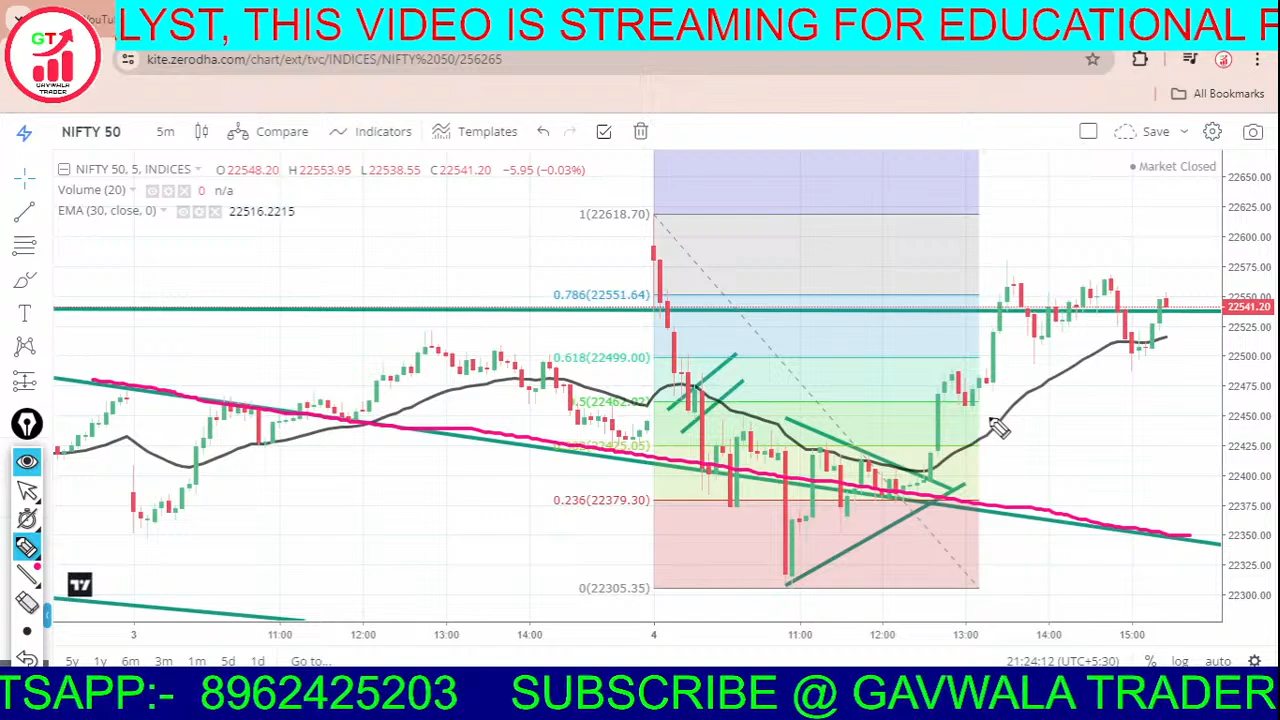 LYST, THIS VIDEO IS STREAMING FOR EDUCATIONAL
GT
GAVWALA
TRADER
kite.zerodha.com/chart/ext/tvc/INDICES/NIFTY%2050/256265
All Bookmarks
NIFTY 50 5m Compare Indicators Templates Save
NIFTY 50, 5, INDICES O22548.20 H22553.95 L22538.55 C22541.20 −5.95 (−0.03%)
Market Closed
Volume (20) 0 n/a
EMA (30, close, 0) 22516.2215
1(22618.70)
0.786(22551.64)
0.618(22499.00)
0.236(22379.30)
0(22305.35)
22650.00
22625.00
22600.00
22575.00
22550.00
22541.20
22525.00
22500.00
22475.00
22450.00
22425.00
22400.00
22375.00
22350.00
22325.00
22300.00
3 11:00 12:00 13:00 14:00 4 11:00 12:00 13:00 14:00 15:00
5y 1y 6m 3m 1m 5d 1d Go to... 21:24:12 (UTC+5:30) % log auto
TSAPP:- 8962425203 SUBSCRIBE @ GAVWALA TRADER